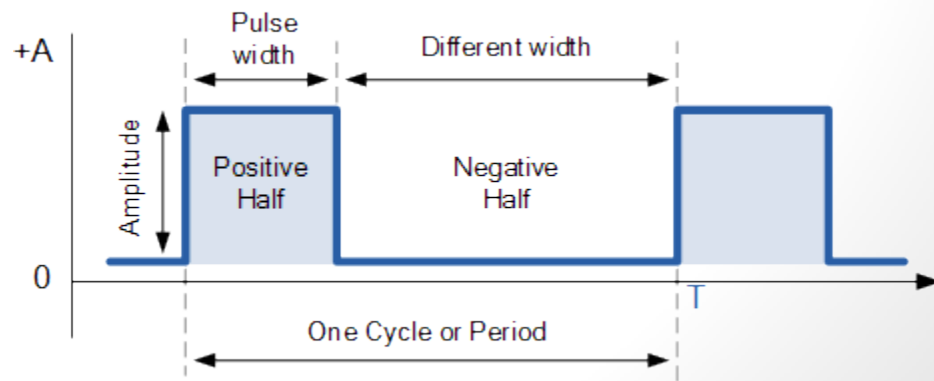 Pulse
width
Different width
+A
Amplitude
Positive
Half
Negative
Half
0
T
One Cycle or Period